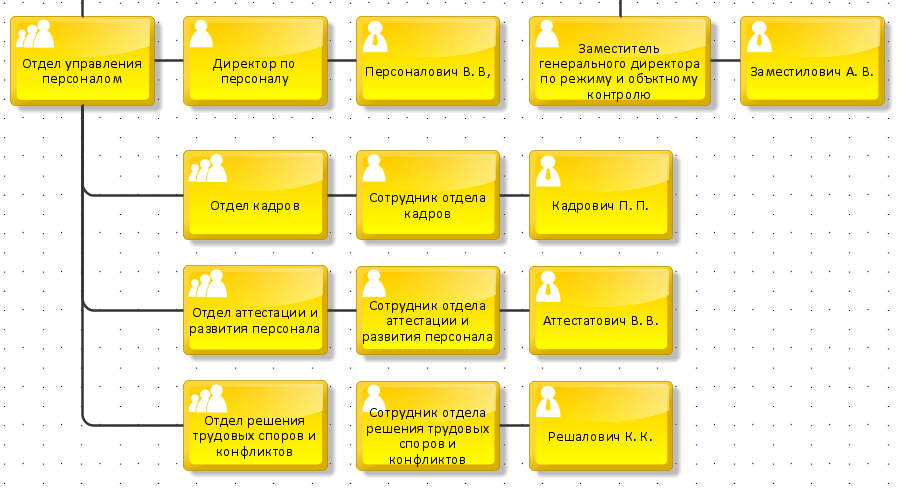 Отдел управления
персоналом
Директор по
персоналу
Персоналович В. В,
Заместитель
генерального директора
по режиму и объктному
контролю
Заместилович А. В.
Отдел кадров
Сотрудник отдела
кадров
Кадрович П. П.
Отдел аттестации и
развития персонала
Сотрудник отдела
аттестации и
развития персонала
Аттестатович В. В.
Отдел решения
трудовых споров и
конфликтов
Сотрудник отдела
решения трудовых
споров и
конфликтов
Решалович К. К.